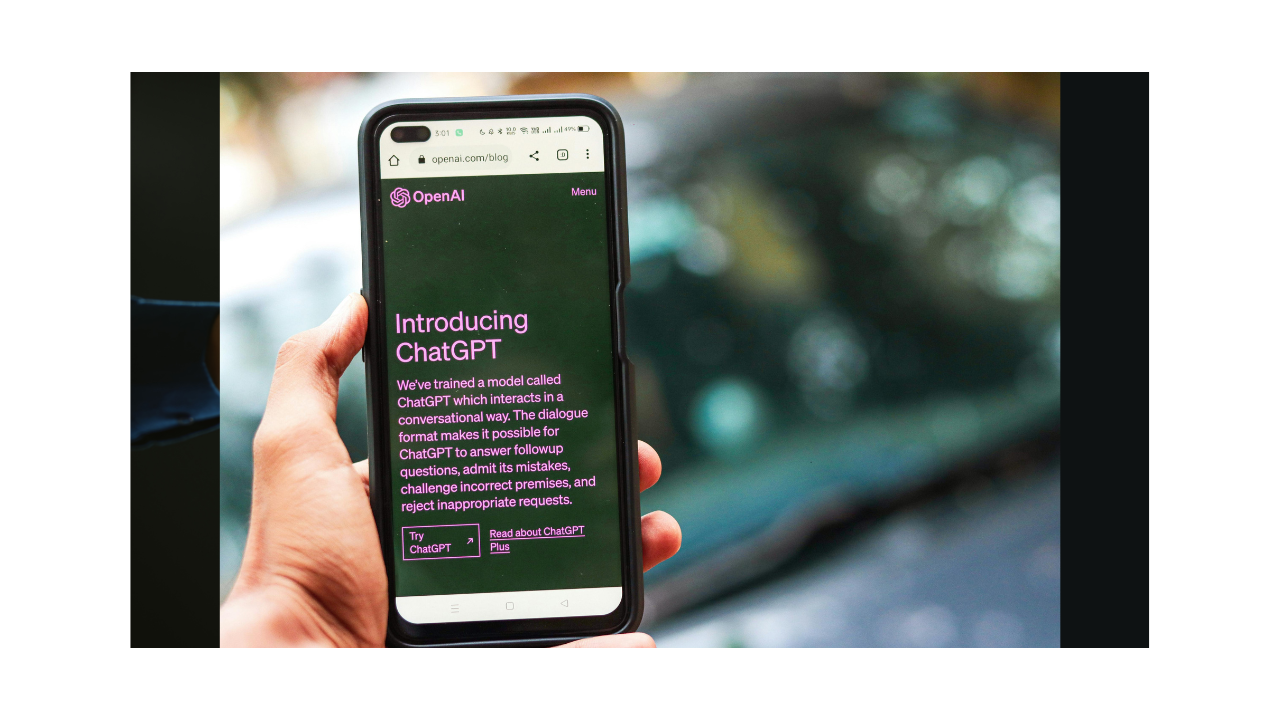 3:01
49%
openai.com/blog
OpenAI
Menu
Introducing
ChatGPT
We've trained a model called
ChatGPT which interacts in a
conversational way. The dialogue
format makes it possible for
ChatGPT to answer followup
questions, admit its mistakes,
challenge incorrect premises, and
reject inappropriate requests.
Try
ChatGPT
Read about ChatGPT
Plus